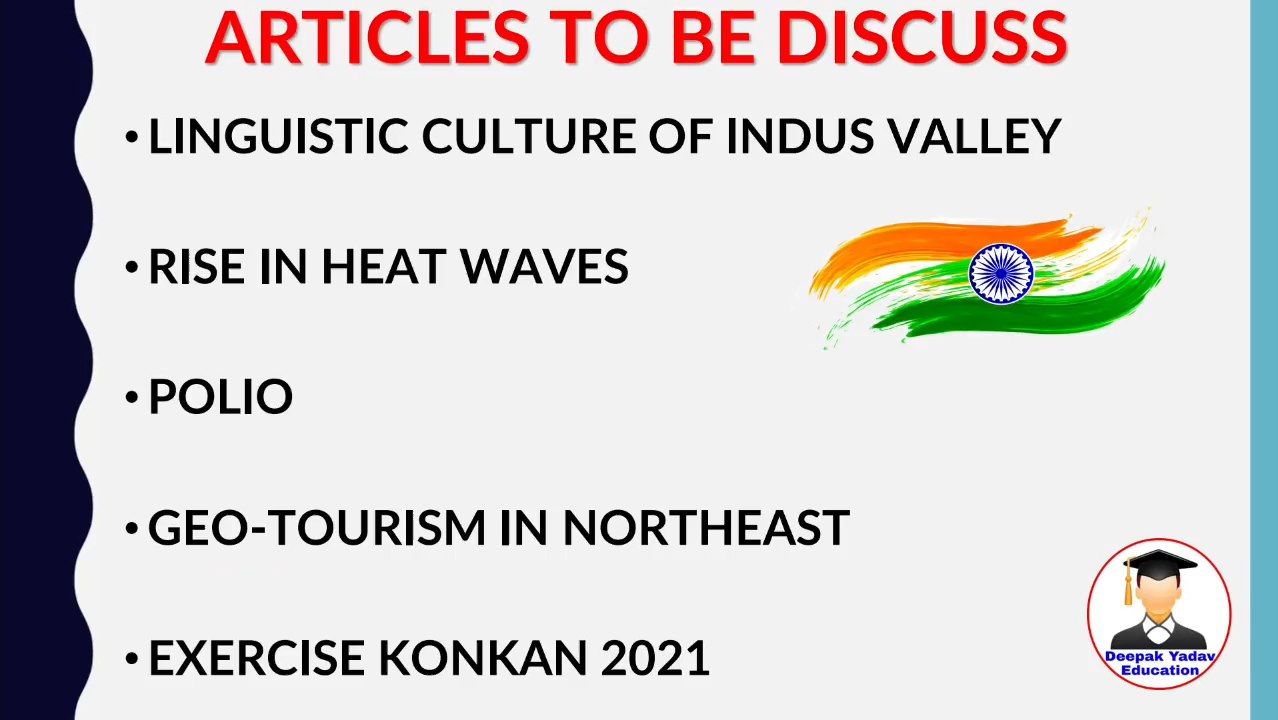 ARTICLES TO BE DISCUSS
• LINGUISTIC CULTURE OF INDUS VALLEY
• RISE IN HEAT WAVES
• POLIO
• GEO-TOURISM IN NORTHEAST
• EXERCISE KONKAN 2021
Deepak Yadav
Education